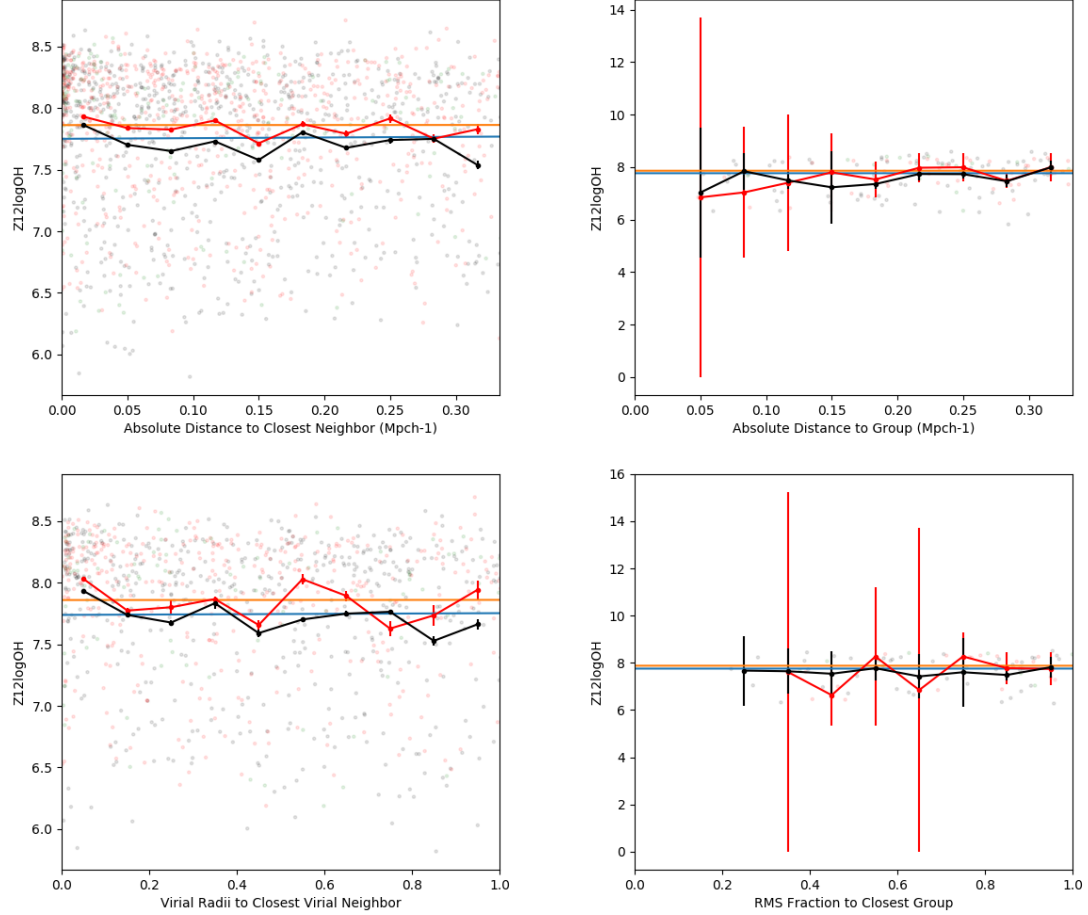 8.5
8.0
7.5
7.0
6.5
6.0
Z12logOH
0.00 0.05 0.10 0.15 0.20 0.25 0.30
Absolute Distance to Closest Neighbor (Mpch-1)
14
12
10
8
6
4
2
0
Z12logOH
0.00 0.05 0.10 0.15 0.20 0.25 0.30
Absolute Distance to Group (Mpch-1)
8.5
8.0
7.5
7.0
6.5
6.0
Z12logOH
0.0 0.2 0.4 0.6 0.8 1.0
Virial Radii to Closest Virial Neighbor
16
14
12
10
8
6
4
2
0
Z12logOH
0.0 0.2 0.4 0.6 0.8 1.0
RMS Fraction to Closest Group